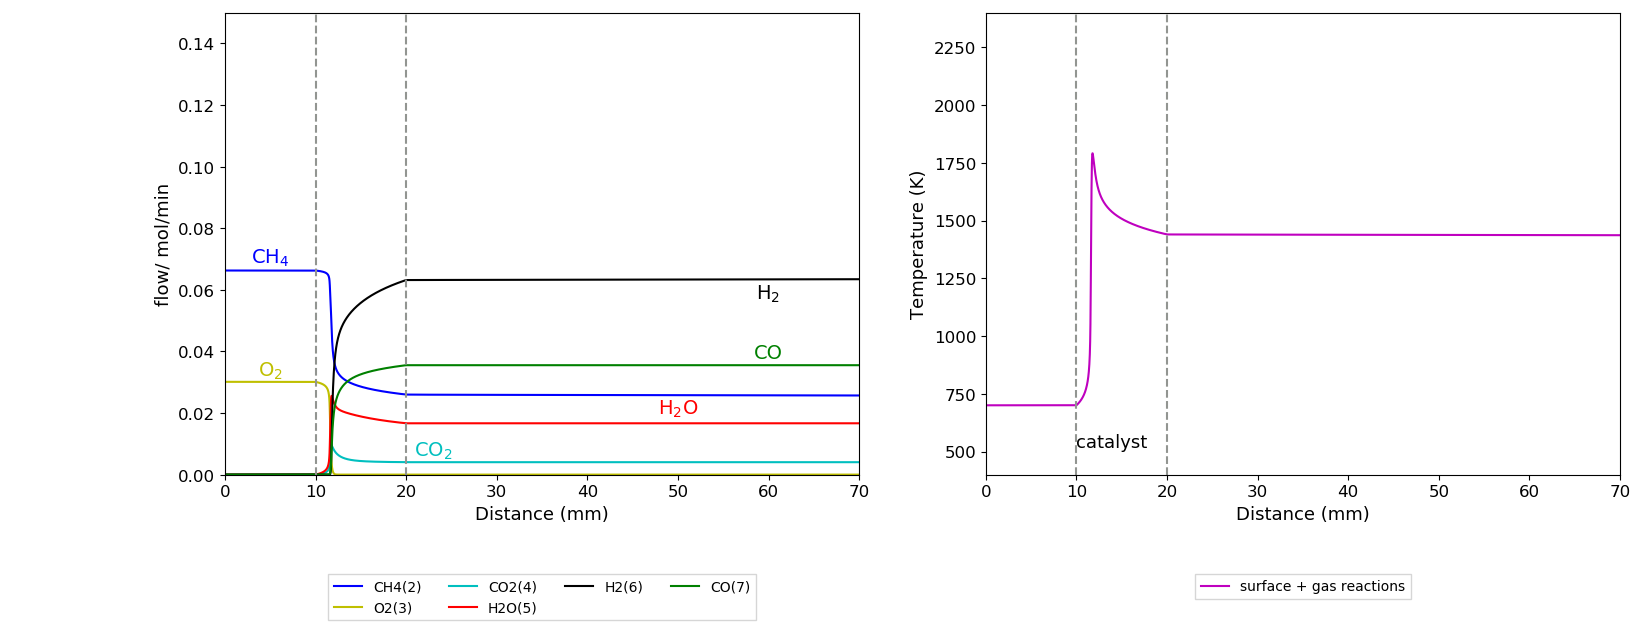 flow/ mol/min
0.14
0.12
0.10
0.08
0.06
0.04
0.02
0.00
CH₄
O₂
H₂
CO
H₂O
CO₂
0 10 20 30 40 50 60 70
Distance (mm)
CH4(2) CO2(4) H2(6) CO(7)
O2(3) H2O(5)
Temperature (K)
2250
2000
1750
1500
1250
1000
750
500
catalyst
0 10 20 30 40 50 60 70
Distance (mm)
surface + gas reactions